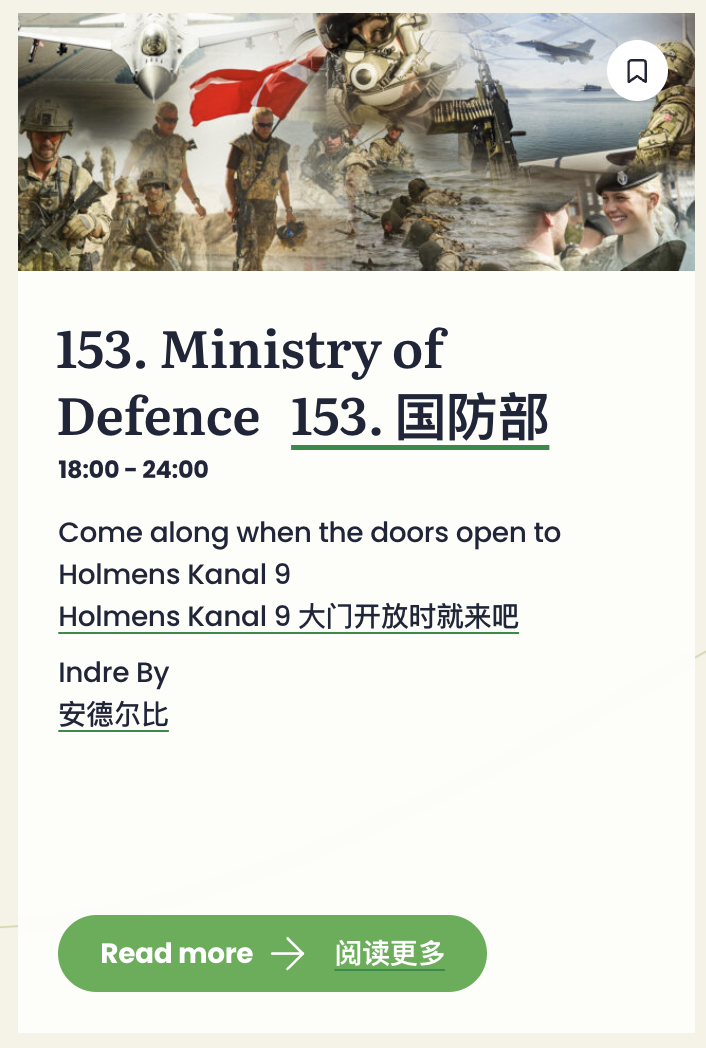 153. Ministry of
Defence 153. 国防部
18:00 - 24:00
Come along when the doors open to
Holmens Kanal 9
Holmens Kanal 9 大门开放时就来吧
Indre By
安德尔比
Read more → 阅读更多